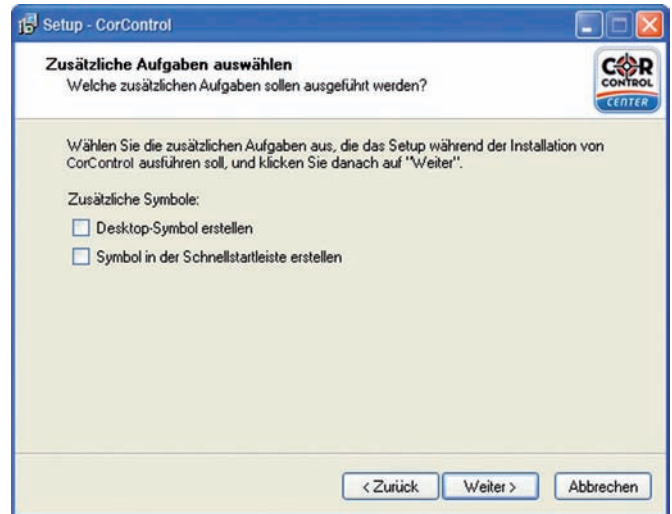 Setup - CorControl
Zusätzliche Aufgaben auswählen
Welche zusätzlichen Aufgaben sollen ausgeführt werden?
COR
CONTROL
CENTER
Wählen Sie die zusätzlichen Aufgaben aus, die das Setup während der Installation von
CorControl ausführen soll, und klicken Sie danach auf "Weiter".
Zusätzliche Symbole:
Desktop-Symbol erstellen
Symbol in der Schnellstartleiste erstellen
< Zurück
Weiter >
Abbrechen